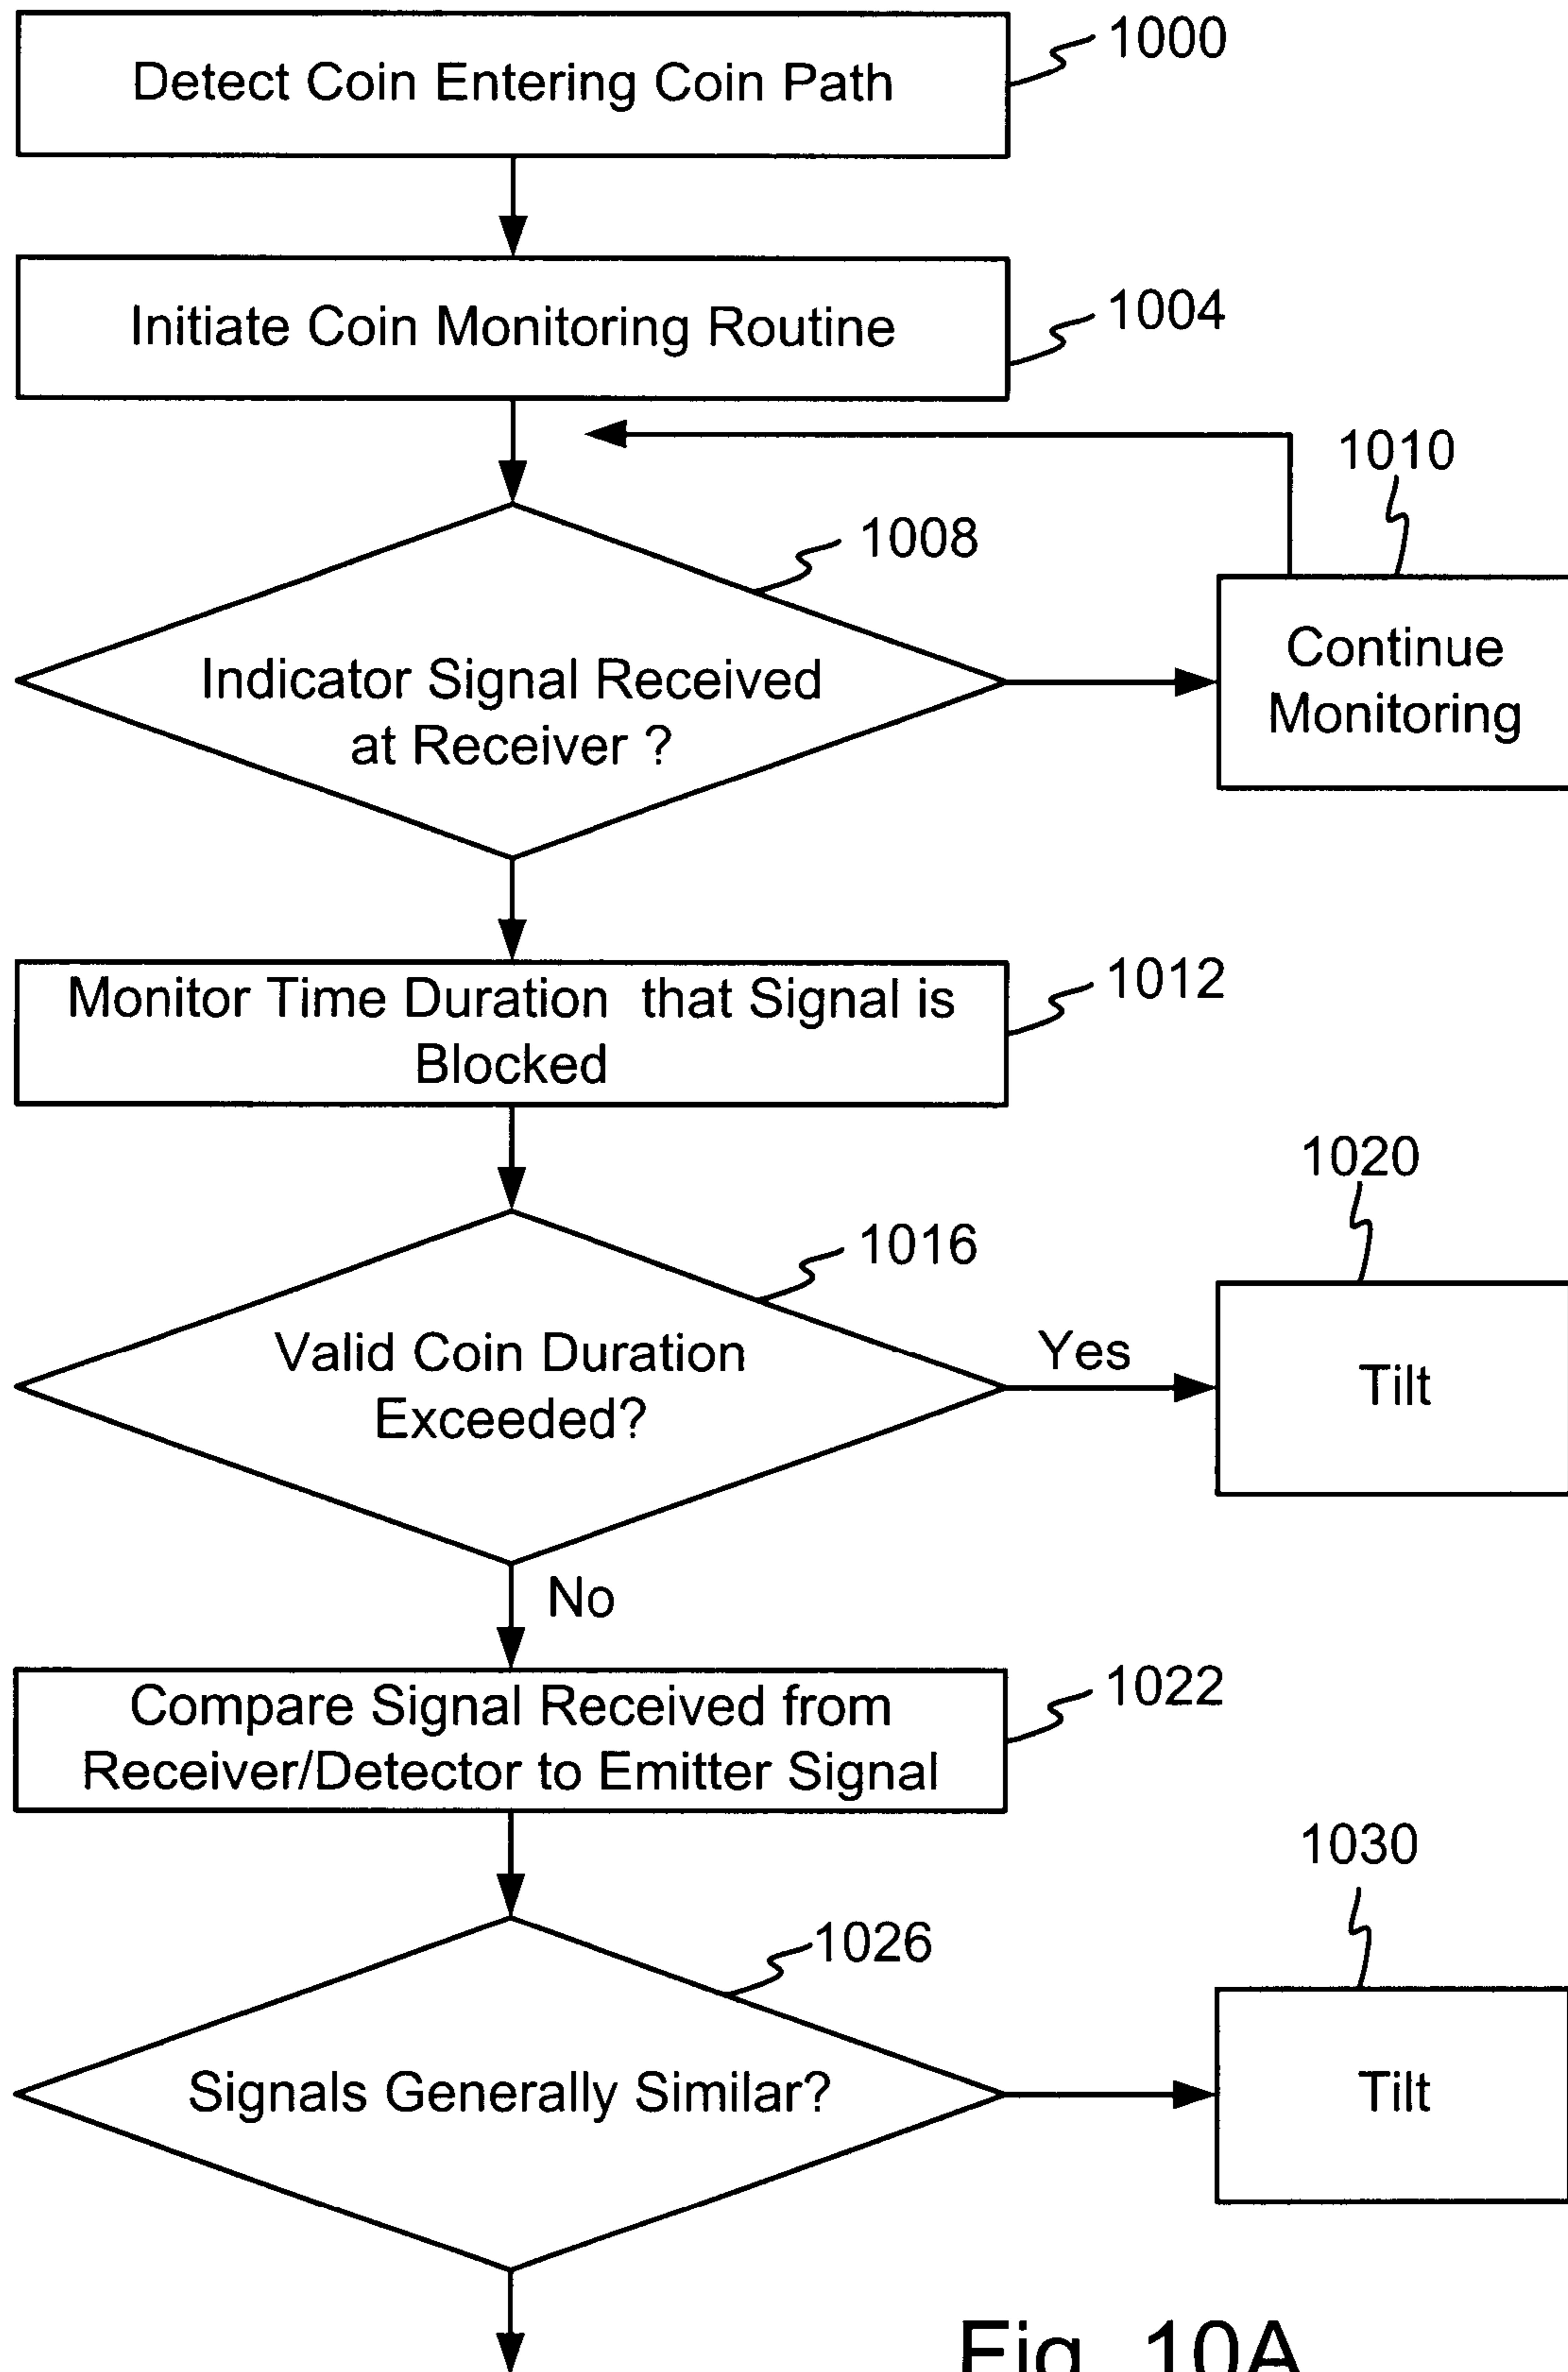 Detect Coin Entering Coin Path
1000
Initiate Coin Monitoring Routine
1004
1010
1008
Indicator Signal Received
at Receiver ?
Continue
Monitoring
Monitor Time Duration that Signal is
Blocked
1012
1020
1016
Valid Coin Duration
Exceeded?
Yes
Tilt
No
Compare Signal Received from
Receiver/Detector to Emitter Signal
1022
1030
1026
Signals Generally Similar?
Tilt
Fig. 10A